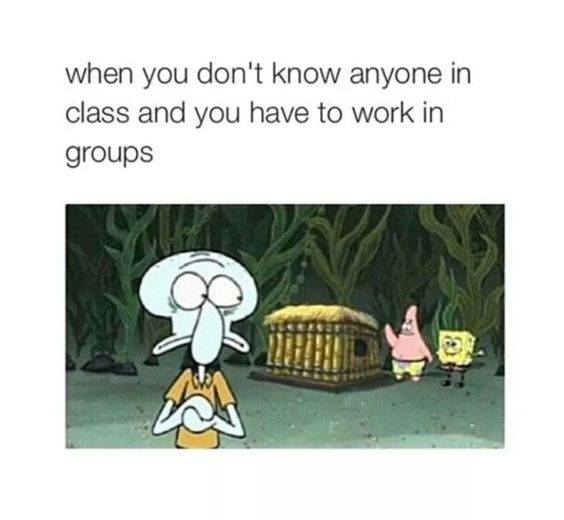 when you don't know anyone in
class and you have to work in
groups